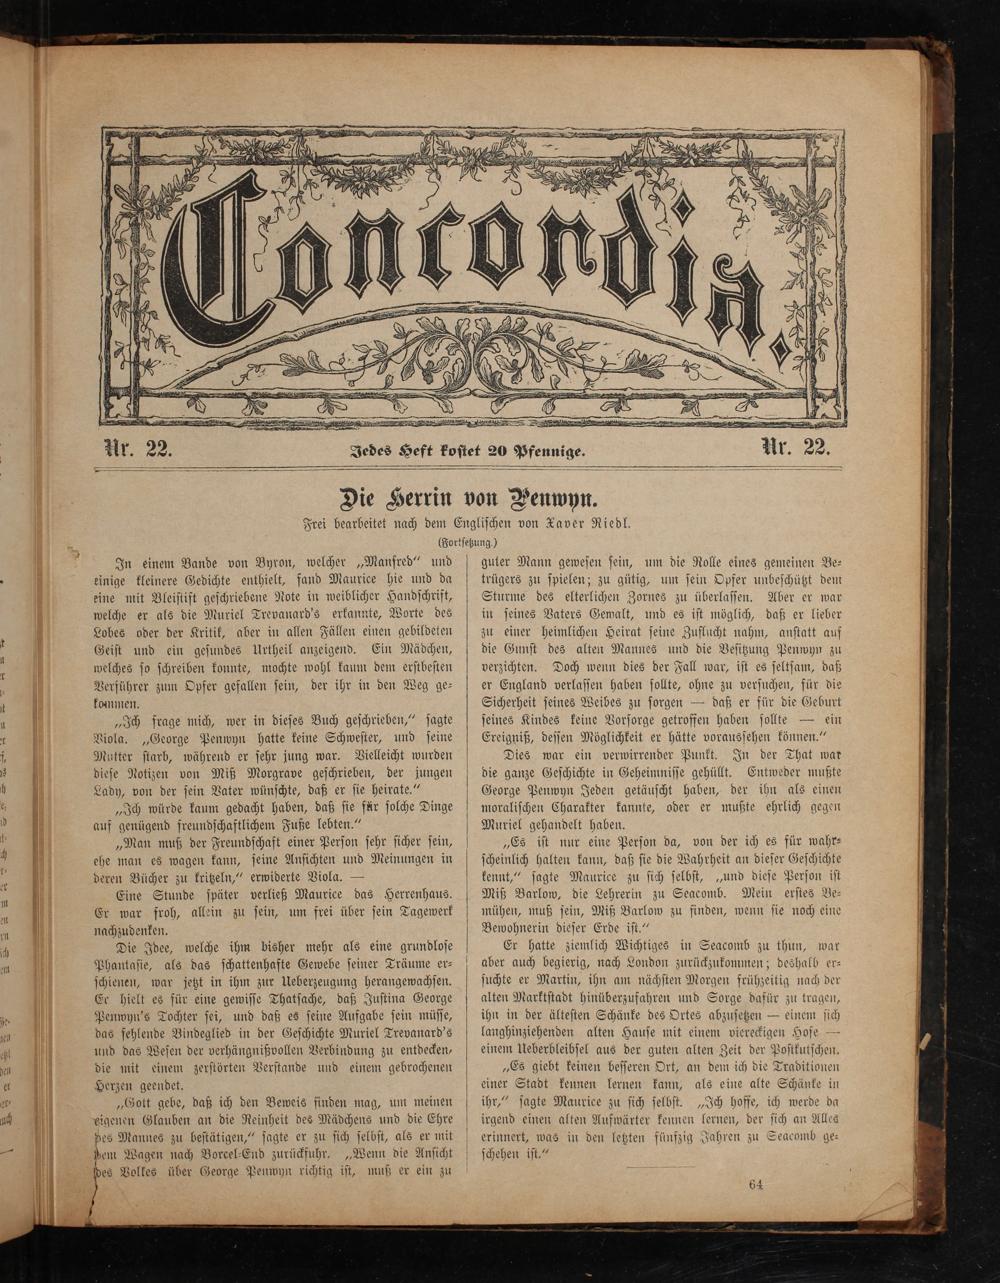 Concordia.
Nr. 22.
Jedes Heft kostet 20 Pfennige.
Nr. 22.
Die Herrin von Penwyn.
Frei bearbeitet nach dem Englischen von Xaver Riedl.
(Fortsetzung.)
In einem Bande von Byron, welcher „Manfred“ und
einige kleinere Gedichte enthielt, fand Maurice hie und da
eine mit Bleistift geschriebene Note in weiblicher Handschrift,
welche er als die Muriel Trevanard's erkannte, Worte des
Lobes oder der Kritik, aber in allen Fällen einen gebildeten
Geist und ein gesundes Urtheil anzeigend. Ein Mädchen,
welches so schreiben konnte, mochte wohl kaum dem erstbesten
Verführer zum Opfer gefallen sein, der ihr in den Weg ge-
kommen.
„Ich frage mich, wer in dieses Buch geschrieben,“ sagte
Viola. „George Penwyn hatte keine Schwester, und seine
Mutter starb, während er sehr jung war. Vielleicht wurden
diese Notizen von Miß Morgrave geschrieben, der jungen
Lady, von der sein Vater wünschte, daß er sie heirate.“
„Ich würde kaum gedacht haben, daß sie für solche Dinge
auf genügend freundschaftlichem Fuße lebten.“
„Man muß der Freundschaft einer Person sehr sicher sein,
ehe man es wagen kann, seine Ansichten und Meinungen in
deren Bücher zu kritzeln,“ erwiderte Viola. —
Eine Stunde später verließ Maurice das Herrenhaus.
Er war froh, allein zu sein, um frei über sein Tagewerk
nachzudenken.
Die Idee, welche ihm bisher mehr als eine grundlose
Phantasie, als das schattenhafte Gewebe seiner Träume er-
schienen, war jetzt in ihm zur Ueberzeugung herangewachsen.
Er hielt es für eine gewisse Thatsache, daß Justina George
Penwyn's Tochter sei, und daß es seine Aufgabe sein müsse,
das fehlende Bindeglied in der Geschichte Muriel Trevanard's
und das Wesen der verhängnißvollen Verbindung zu entdecken,
die mit einem zerstörten Verstande und einem gebrochenen
Herzen geendet.
„Gott gebe, daß ich den Beweis finden mag, um meinen
eigenen Glauben an die Reinheit des Mädchens und die Ehre
des Mannes zu bestätigen,“ sagte er zu sich selbst, als er mit
dem Wagen nach Borcel-End zurückfuhr. „Wenn die Ansicht
des Volkes über George Penwyn richtig ist, muß er ein zu
guter Mann gewesen sein, um die Rolle eines gemeinen Be-
trügers zu spielen; zu gütig, um sein Opfer unbeschützt dem
Sturme des elterlichen Zornes zu überlassen. Aber er war
in seines Vaters Gewalt, und es ist möglich, daß er lieber
zu einer heimlichen Heirat seine Zuflucht nahm, anstatt auf
die Gunst des alten Mannes und die Besitzung Penwyn zu
verzichten. Doch wenn dies der Fall war, ist es seltsam, daß
er England verlassen haben sollte, ohne zu versuchen, für die
Sicherheit seines Weibes zu sorgen — daß er für die Geburt
seines Kindes keine Vorsorge getroffen haben sollte — ein
Ereigniß, dessen Möglichkeit er hätte voraussehen können.“
Dies war ein verwirrender Punkt. In der That war
die ganze Geschichte in Geheimnisse gehüllt. Entweder mußte
George Penwyn Jeden getäuscht haben, der ihn als einen
moralischen Charakter kannte, oder er mußte ehrlich gegen
Muriel gehandelt haben.
„Es ist nur eine Person da, von der ich es für wahr-
scheinlich halten kann, daß sie die Wahrheit an dieser Geschichte
kennt,“ sagte Maurice zu sich selbst, „und diese Person ist
Miß Barlow, die Lehrerin zu Seacomb. Mein erstes Be-
mühen, muß sein, Miß Barlow zu finden, wenn sie noch eine
Bewohnerin dieser Erde ist.“
Er hatte ziemlich Wichtiges in Seacomb zu thun, war
aber auch begierig, nach London zurückzukommen; deshalb er-
suchte er Martin, ihn am nächsten Morgen frühzeitig nach der
alten Marktstadt hinüberzufahren und Sorge dafür zu tragen,
ihn in der ältesten Schänke des Ortes abzusetzen — einem sich
langhinziehenden alten Hause mit einem viereckigen Hofe —
einem Ueberbleibsel aus der guten alten Zeit der Postkutschen.
„Es giebt keinen besseren Ort, an dem ich die Traditionen
einer Stadt kennen lernen kann, als eine alte Schänke in
ihr,“ sagte Maurice zu sich selbst. „Ich hoffe, ich werde da
irgend einen alten Aufwärter kennen lernen, der sich an Alles
erinnert, was in den letzten fünfzig Jahren zu Seacomb ge-
schehen ist.“
64